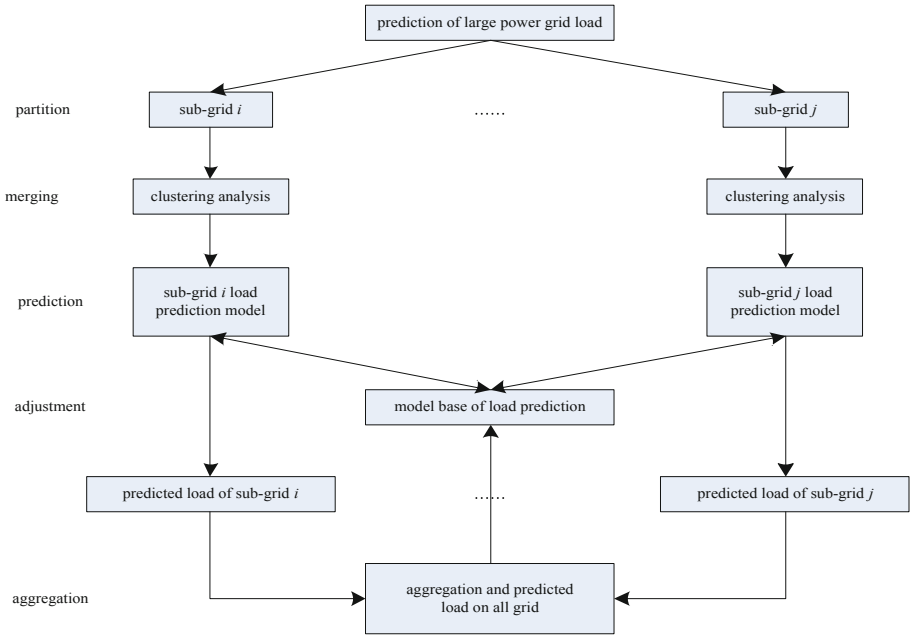 prediction of large power grid load
partition
sub-grid i
......
sub-grid j
merging
clustering analysis
clustering analysis
prediction
sub-grid i load
prediction model
sub-grid j load
prediction model
adjustment
model base of load prediction
predicted load of sub-grid i
......
predicted load of sub-grid j
aggregation
aggregation and predicted
load on all grid